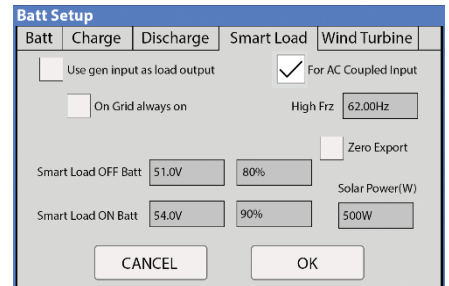 Batt Setup
Batt Charge Discharge Smart Load Wind Turbine
Use gen input as load output For AC Coupled Input
On Grid always on High Frz 62.00Hz
Zero Export
Smart Load OFF Batt 51.0V 80%
Solar Power(W)
Smart Load ON Batt 54.0V 90% 500W
CANCEL OK